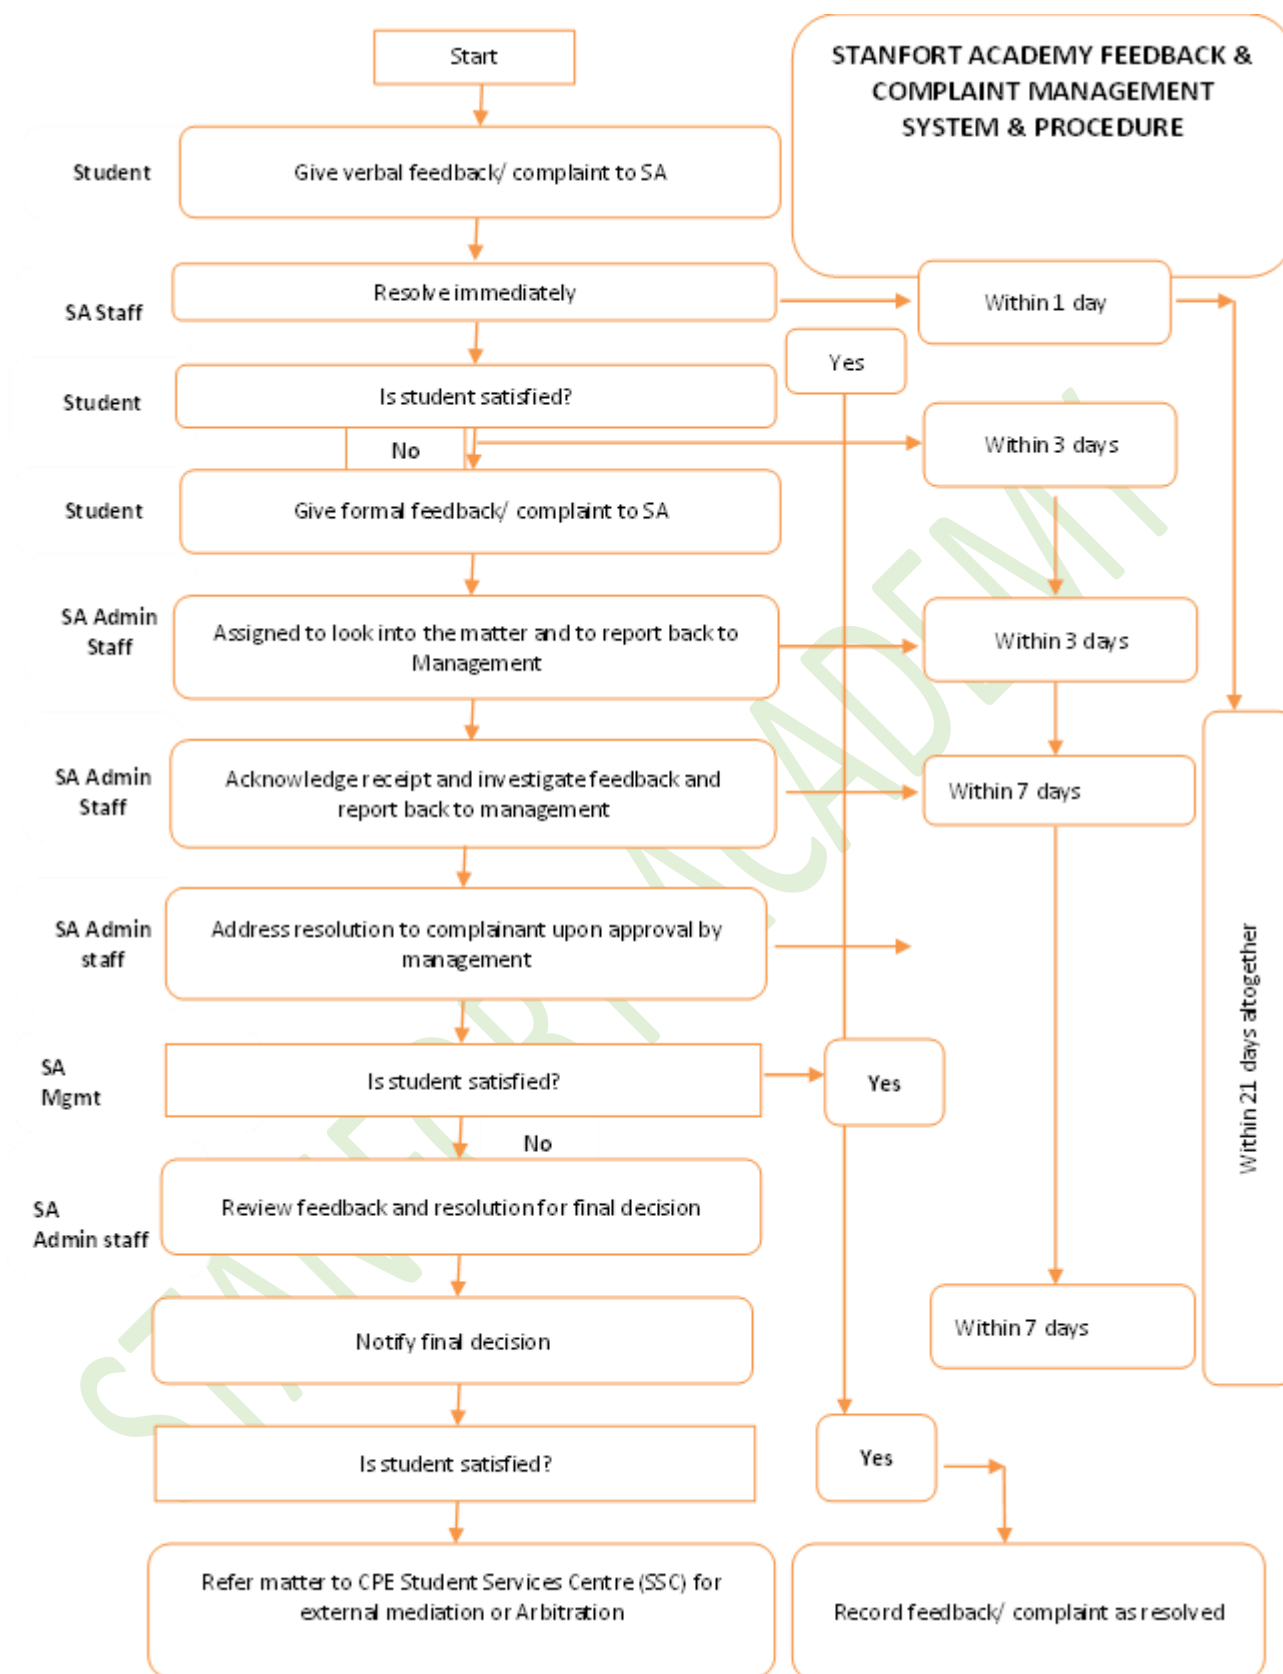 Start
STANFORT ACADEMY FEEDBACK &
COMPLAINT MANAGEMENT
SYSTEM & PROCEDURE
Student
Give verbal feedback/ complaint to SA
SA Staff
Resolve immediately
Within 1 day
Yes
Student
Is student satisfied?
No
Within 3 days
Student
Give formal feedback/ complaint to SA
SA Admin
Staff
Assigned to look into the matter and to report back to
Management
Within 3 days
SA Admin
Staff
Acknowledge receipt and investigate feedback and
report back to management
Within 7 days
SA Admin
staff
Address resolution to complainant upon approval by
management
Within 21 days altogether
SA
Mgmt
Is student satisfied?
Yes
No
SA
Admin staff
Review feedback and resolution for final decision
Notify final decision
Within 7 days
Is student satisfied?
Yes
Refer matter to CPE Student Services Centre (SSC) for
external mediation or Arbitration
Record feedback/ complaint as resolved
STANFORT ACADEMY